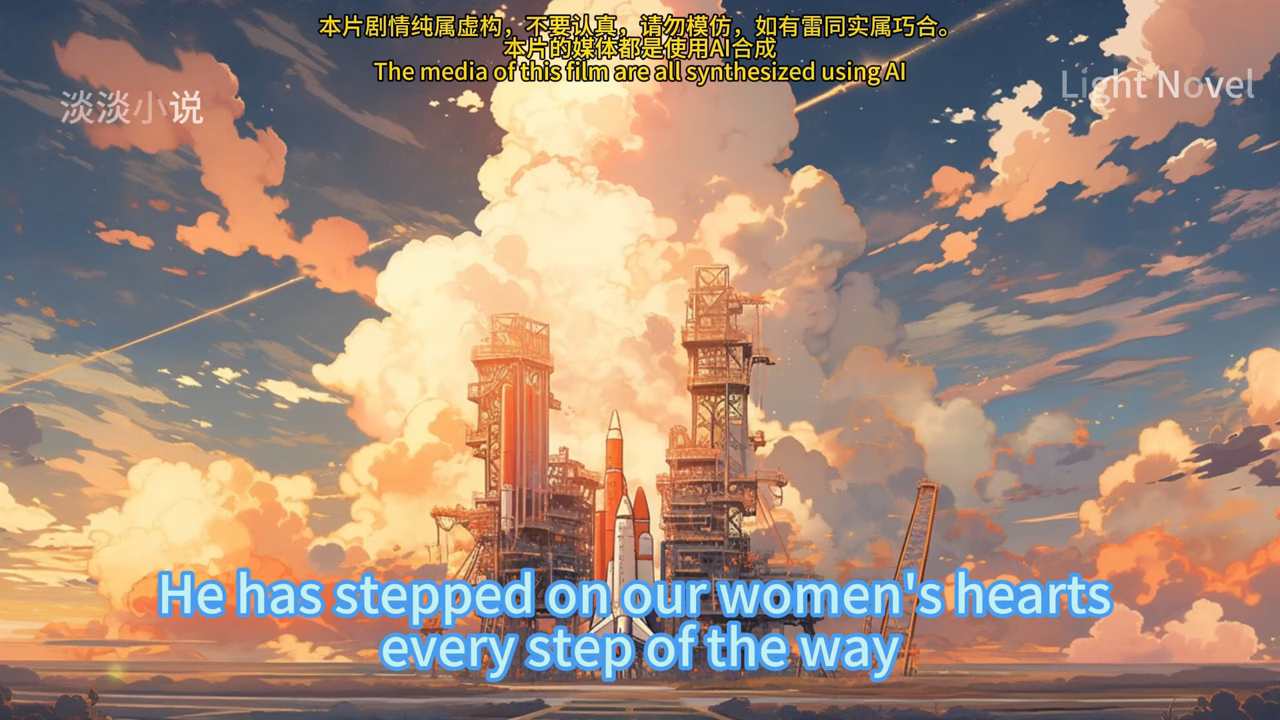 本片剧情纯属虚构，不要认真，请勿模仿，如有雷同实属巧合。
本片的媒体都是使用AI合成
The media of this film are all synthesized using AI
淡淡小说
Light Novel
He has stepped on our women's hearts
every step of the way